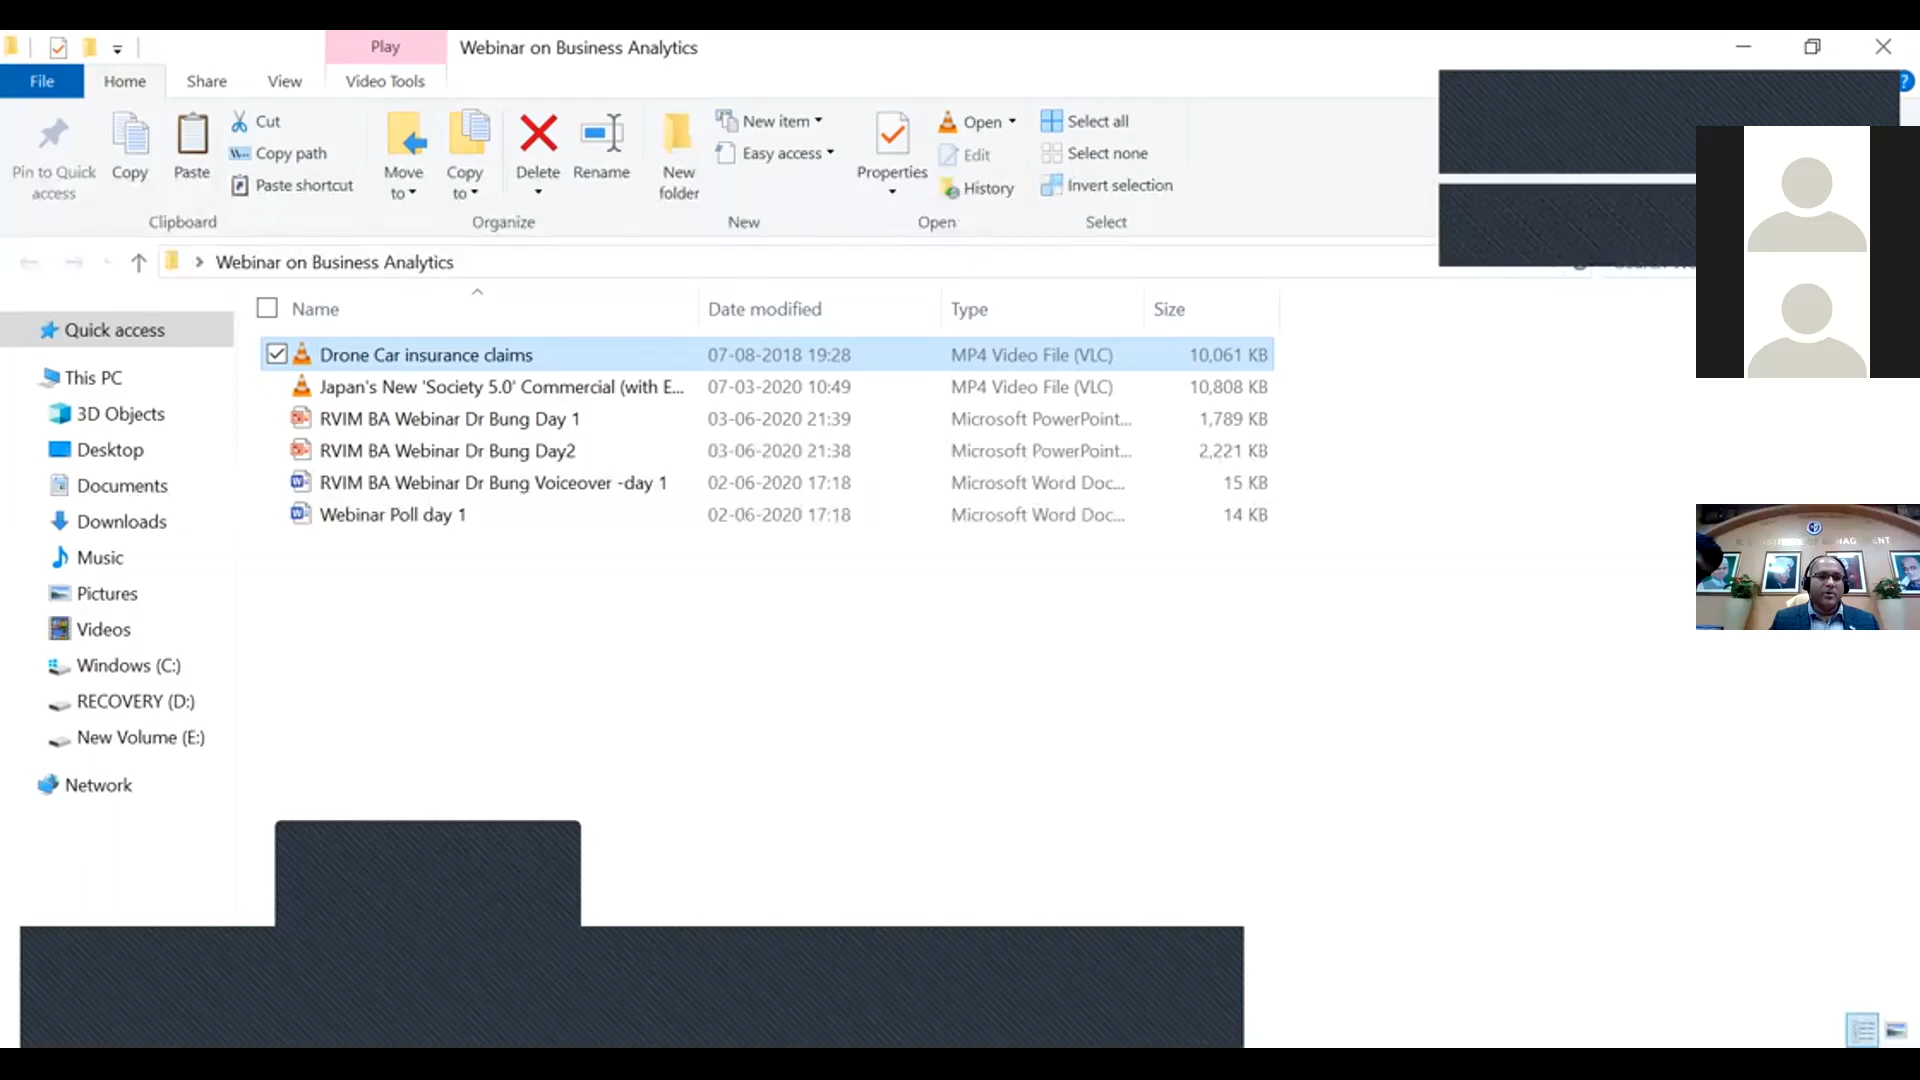 Play
Webinar on Business Analytics
File
Home
Share
View
Video Tools
Pin to Quick access
Copy
Paste
Cut
Copy path
Paste shortcut
Clipboard
Move to
Copy to
Delete
Rename
Organize
New folder
New item
Easy access
New
Properties
Open
Edit
History
Open
Select all
Select none
Invert selection
Select
Webinar on Business Analytics
Name Date modified Type Size
Drone Car insurance claims 07-08-2018 19:28 MP4 Video File (VLC) 10,061 KB
Japan's New 'Society 5.0' Commercial (with E... 07-03-2020 10:49 MP4 Video File (VLC) 10,808 KB
RVIM BA Webinar Dr Bung Day 1 03-06-2020 21:39 Microsoft PowerPoint... 1,789 KB
RVIM BA Webinar Dr Bung Day2 03-06-2020 21:38 Microsoft PowerPoint... 2,221 KB
RVIM BA Webinar Dr Bung Voiceover -day 1 02-06-2020 17:18 Microsoft Word Doc... 15 KB
Webinar Poll day 1 02-06-2020 17:18 Microsoft Word Doc... 14 KB
Quick access
This PC
3D Objects
Desktop
Documents
Downloads
Music
Pictures
Videos
Windows (C:)
RECOVERY (D:)
New Volume (E:)
Network